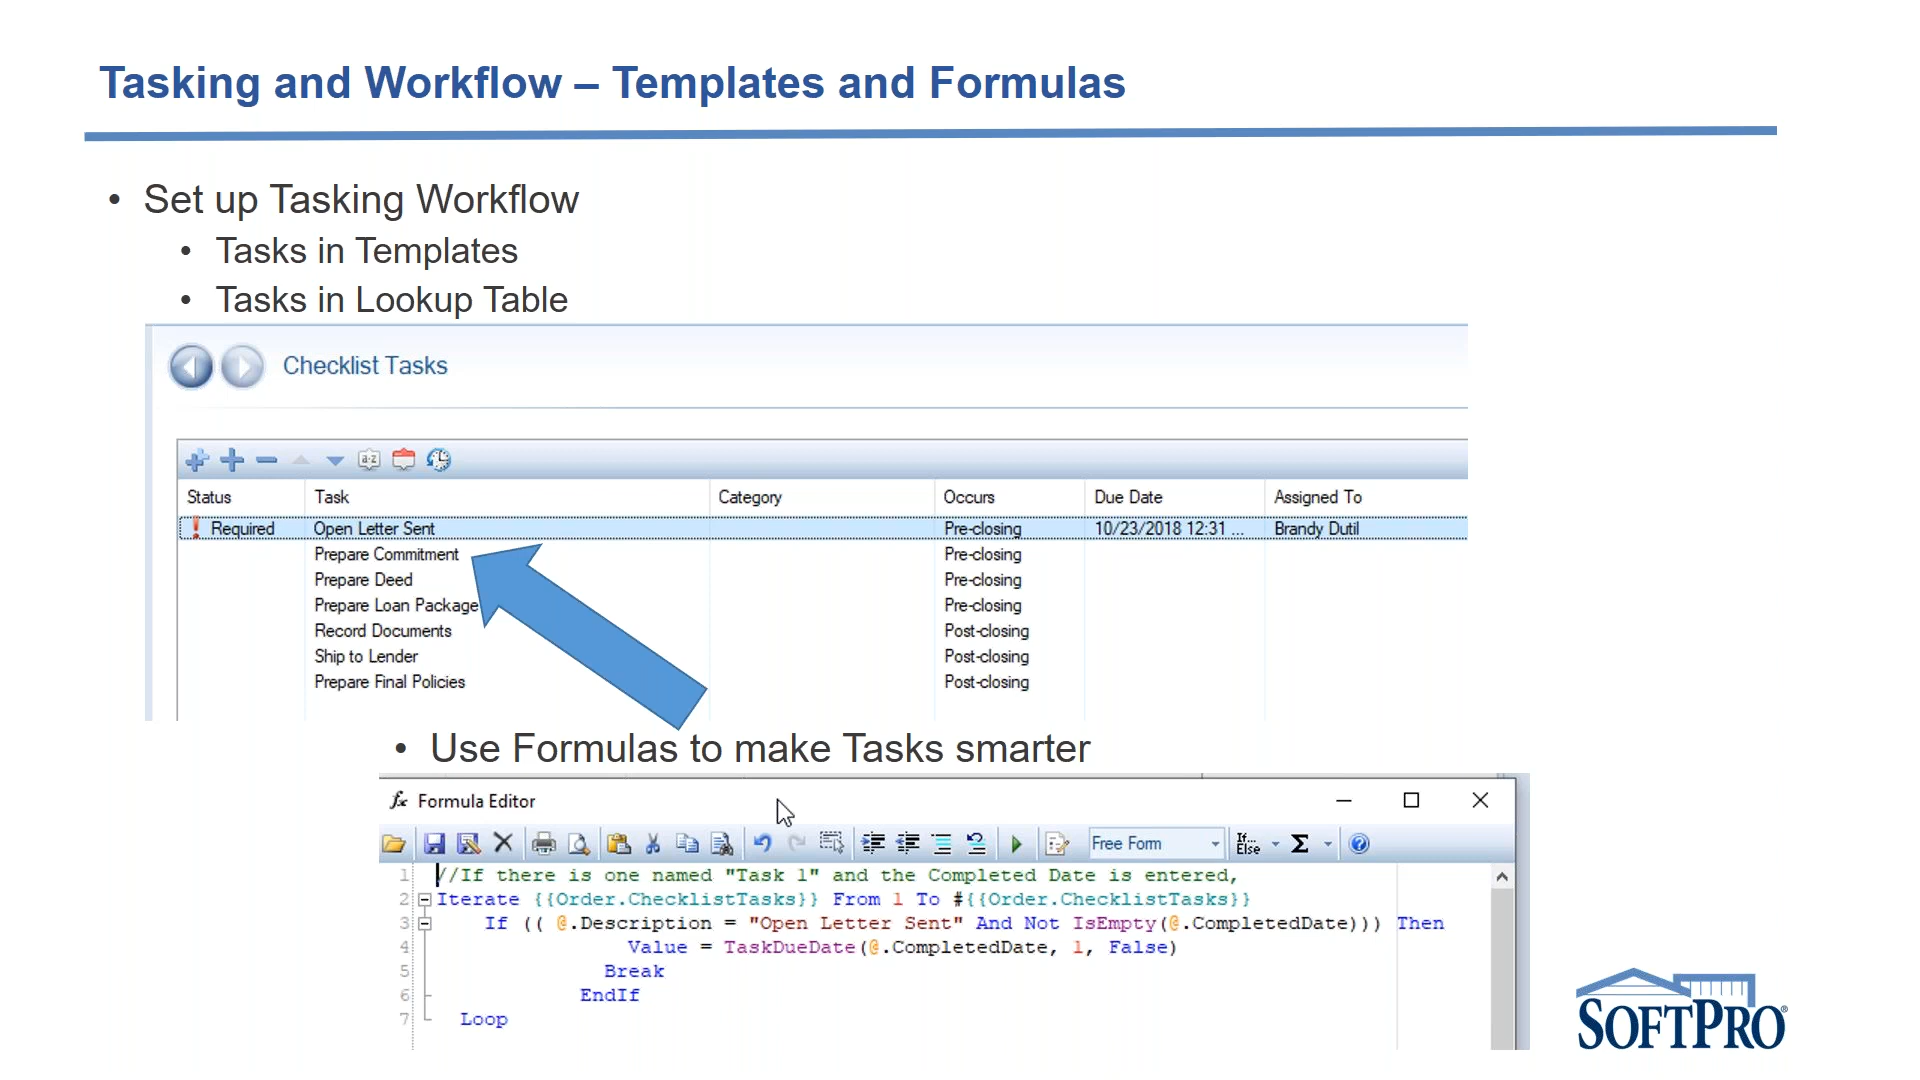 Tasking and Workflow – Templates and Formulas
• Set up Tasking Workflow
• Tasks in Templates
• Tasks in Lookup Table
Checklist Tasks
a-z
Status Task Category Occurs Due Date Assigned To
Required Open Letter Sent Pre-closing 10/23/2018 12:31 ... Brandy Dutil
Prepare Commitment Pre-closing
Prepare Deed Pre-closing
Prepare Loan Package Pre-closing
Record Documents Post-closing
Ship to Lender Post-closing
Prepare Final Policies Post-closing
• Use Formulas to make Tasks smarter
fx Formula Editor
Free Form If... Else Σ
1 //If there is one named "Task 1" and the Completed Date is entered,
2 Iterate {{Order.ChecklistTasks}} From 1 To #{{Order.ChecklistTasks}}
3 If (( @.Description = "Open Letter Sent" And Not IsEmpty(@.CompletedDate))) Then
4 Value = TaskDueDate(@.CompletedDate, 1, False)
5 Break
6 EndIf
7 Loop
SOFTPRO®